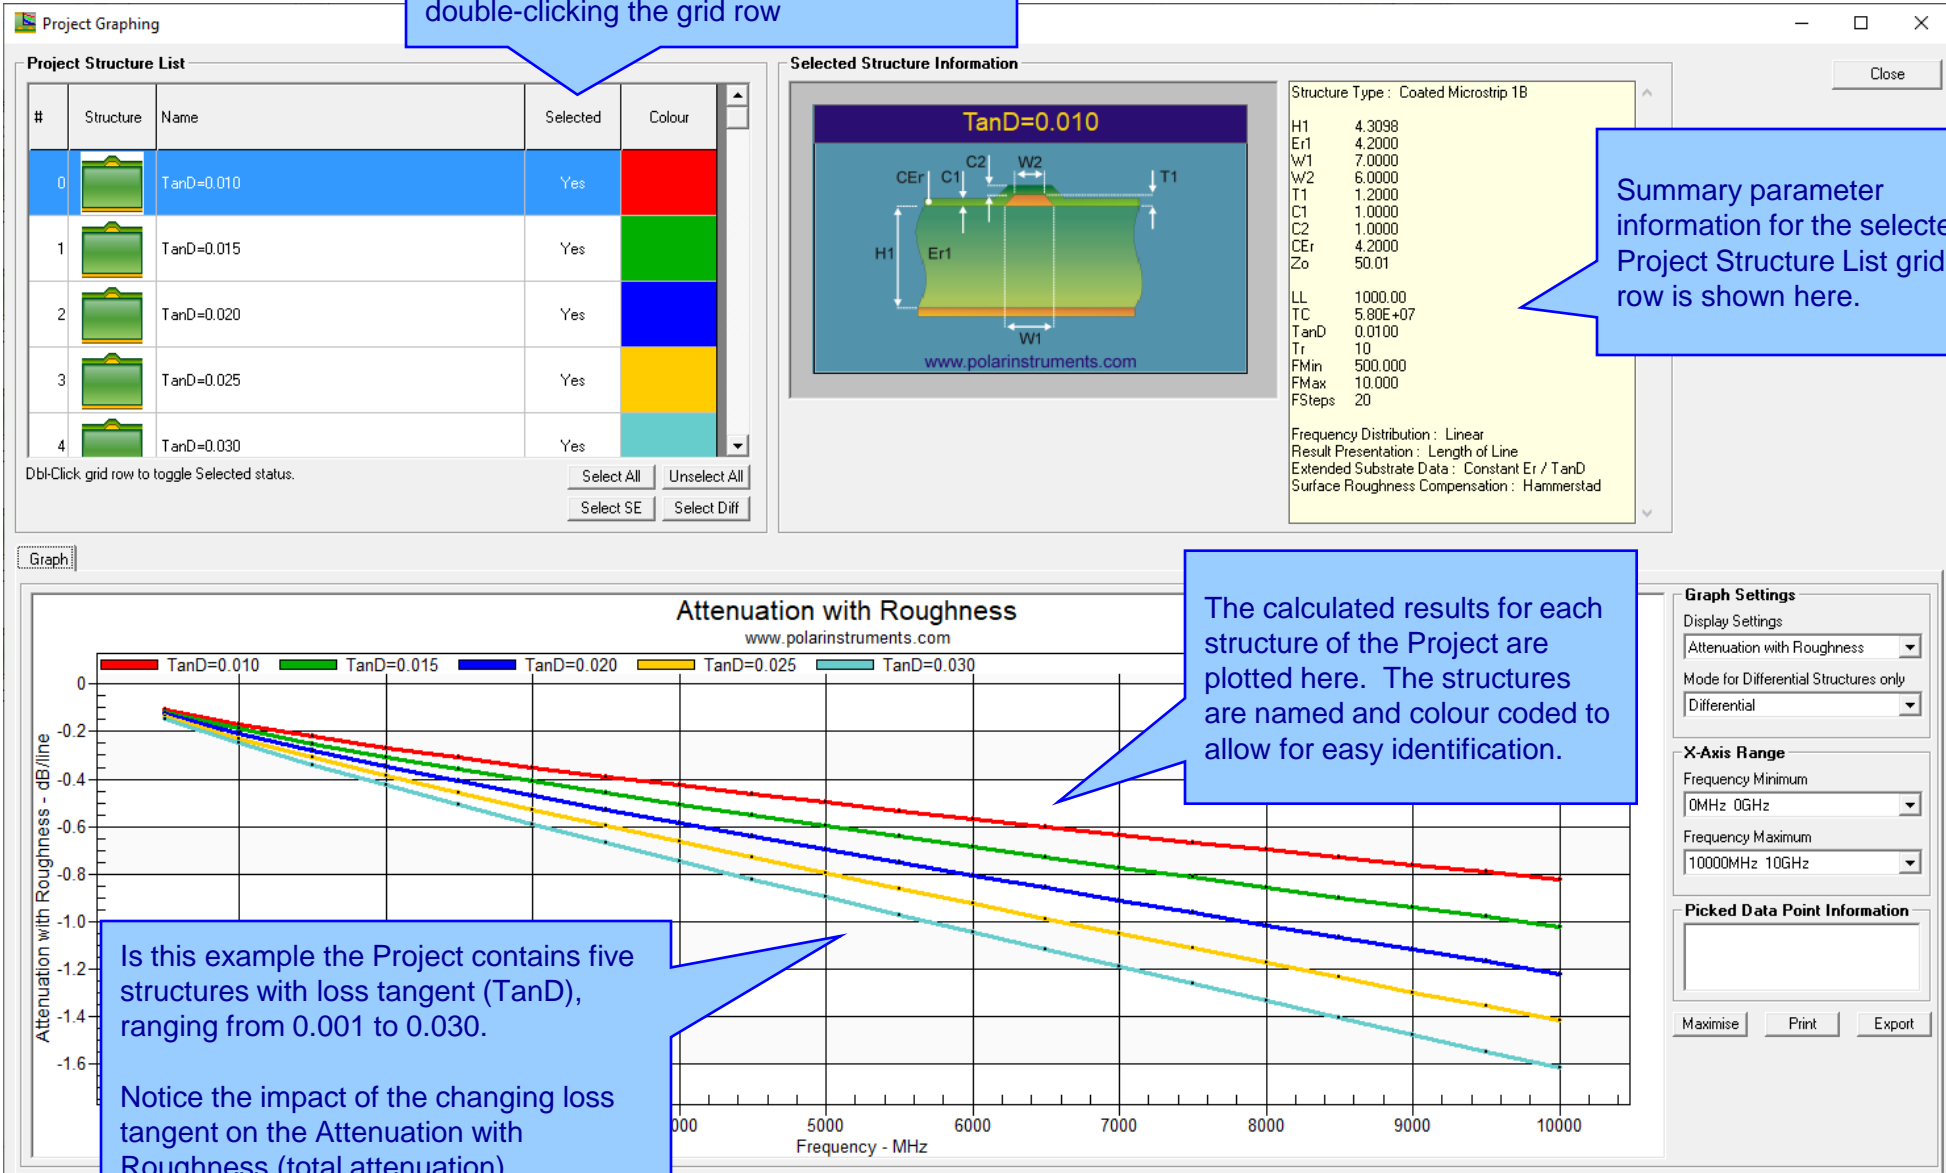 double-clicking the grid row
Project Graphing
Project Structure List
# Structure Name Selected Colour
0 TanD=0.010 Yes
1 TanD=0.015 Yes
2 TanD=0.020 Yes
3 TanD=0.025 Yes
4 TanD=0.030 Yes
Dbl-Click grid row to toggle Selected status.
Select All Unselect All
Select SE Select Diff
Selected Structure Information
TanD=0.010
C2 W2
CEr C1 T1
H1 Er1
W1
www.polarinstruments.com
Structure Type : Coated Microstrip 1B
H1 4.3098
Er1 4.2000
W1 7.0000
W2 6.0000
T1 1.2000
C1 1.0000
C2 1.0000
CEr 4.2000
Zo 50.01
LL 1000.00
TC 5.80E+07
TanD 0.0100
Tr 10
FMin 500.000
FMax 10.000
FSteps 20
Frequency Distribution : Linear
Result Presentation : Length of Line
Extended Substrate Data : Constant Er / TanD
Surface Roughness Compensation : Hammerstad
Close
Summary parameter
information for the selecte
Project Structure List grid
row is shown here.
Graph
Attenuation with Roughness
www.polarinstruments.com
TanD=0.010 TanD=0.015 TanD=0.020 TanD=0.025 TanD=0.030
Attenuation with Roughness - dB/line
0
-0.2
-0.4
-0.6
-0.8
-1.0
-1.2
-1.4
-1.6
000 5000 6000 7000 8000 9000 10000
Frequency - MHz
The calculated results for each
structure of the Project are
plotted here. The structures
are named and colour coded to
allow for easy identification.
Is this example the Project contains five
structures with loss tangent (TanD),
ranging from 0.001 to 0.030.
Notice the impact of the changing loss
tangent on the Attenuation with
Roughness (total attenuation)
Graph Settings
Display Settings
Attenuation with Roughness
Mode for Differential Structures only
Differential
X-Axis Range
Frequency Minimum
0MHz 0GHz
Frequency Maximum
10000MHz 10GHz
Picked Data Point Information
Maximise Print Export